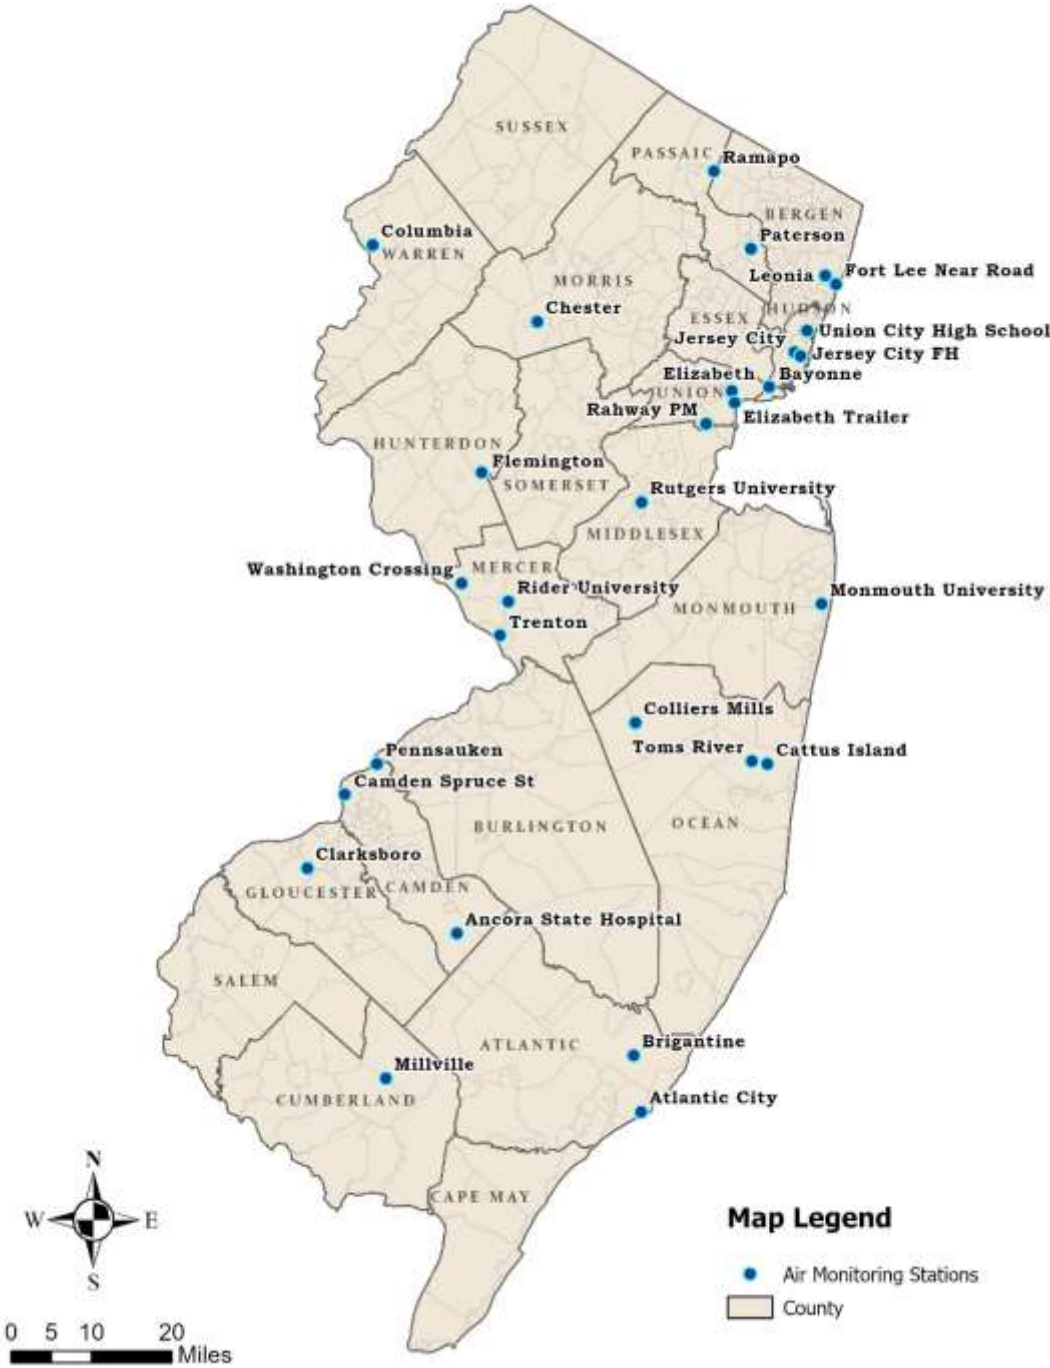 SUSSEX
PASSAIC
Ramapo
BERGEN
Columbia
Paterson
WARREN
Leonia
Fort Lee Near Road
MORRIS
Chester
HUDSON
ESSEX
Union City High School
Jersey City
Jersey City FH
Elizabeth
Bayonne
UNION
Rahway PM
Elizabeth Trailer
HUNTERDON
Flemington
SOMERSET
Rutgers University
MIDDLESEX
Washington Crossing
MERCER
Rider University
Monmouth University
MONMOUTH
Trenton
Colliers Mills
Toms River
Cattus Island
Pennsauken
Camden Spruce St
BURLINGTON
OCEAN
Clarksboro
GLOUCESTER
CAMDEN
Ancora State Hospital
SALEM
ATLANTIC
Brigantine
Millville
CUMBERLAND
Atlantic City
CAPE MAY
N
W E
S
0 5 10 20
Miles
Map Legend
Air Monitoring Stations
County